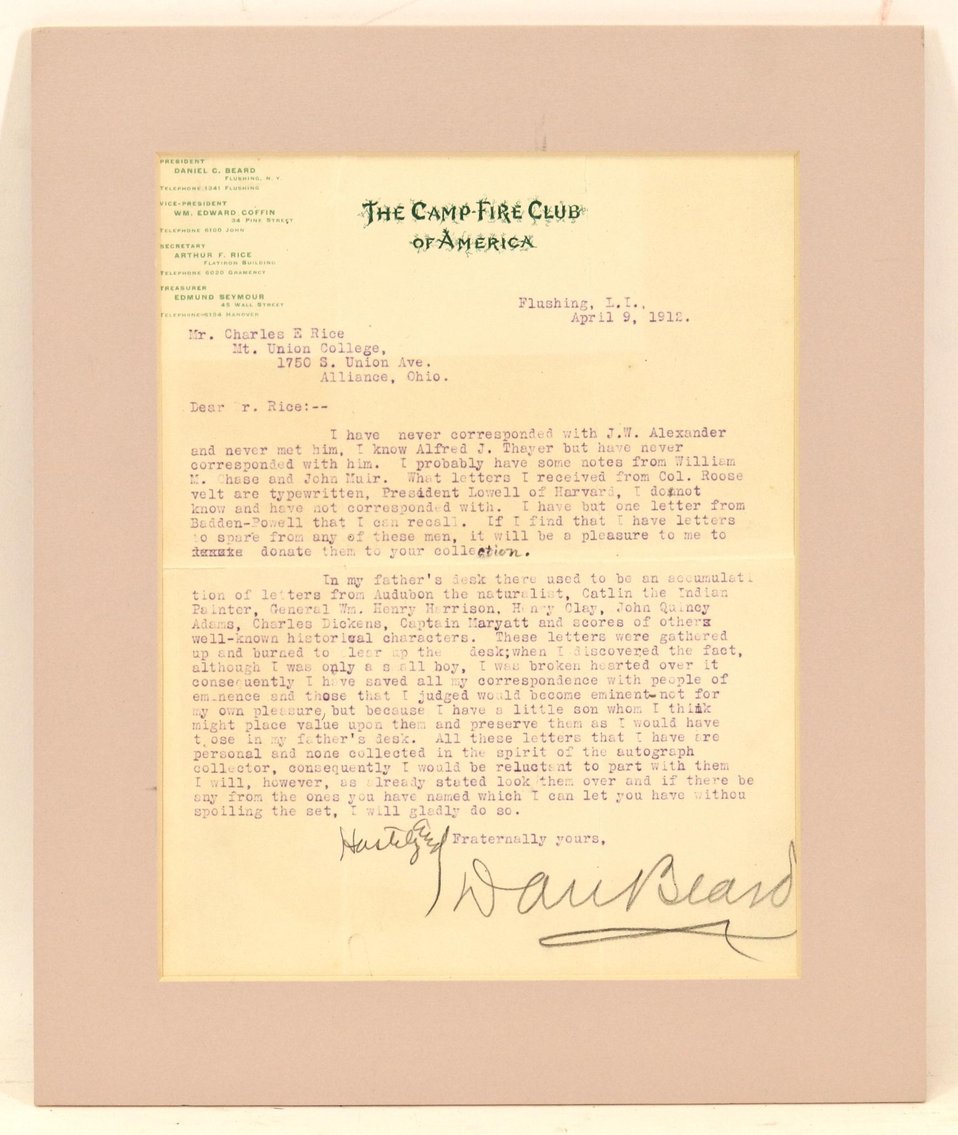 PRESIDENT
DANIEL C. BEARD
FLUSHING, N. Y.
TELEPHONE, 1341 FLUSHING
VICE-PRESIDENT
WM. EDWARD COFFIN
34 PINE STREET
TELEPHONE 6100 JOHN
SECRETARY
ARTHUR F. RICE
FLATIRON BUILDING
TELEPHONE 6020 GRAMERCY
TREASURER
EDMUND SEYMOUR
45 WALL STREET
TELEPHONE 6194 HANOVER
THE CAMP-FIRE CLUB
OF AMERICA
Flushing, L.I.,
April 9, 1912.
Mr. Charles E Rice
Mt. Union College,
1750 S. Union Ave.
Alliance, Ohio.
Dear r. Rice:--
I have never corresponded with J.W. Alexander
and never met him, I know Alfred J. Thayer but have never
corresponded with him. I probably have some notes from William
M. Chase and John Muir. What letters I received from Col. Roose
velt are typewritten, President Lowell of Harvard, I do not
know and have not corresponded with. I have but one letter from
Badden-Powell that I can recall. If I find that I have letters
to spare from any of these men, it will be a pleasure to me to
donate them to your collection.
In my father's desk there used to be an accumulati
tion of letters from Audubon the naturalist, Catlin the Indian
Painter, General Wm. Henry Harrison, Henry Clay, John Quincy
Adams, Charles Dickens, Captain Maryatt and scores of others
well-known historical characters. These letters were gathered
up and burned to clear up the desk; when I discovered the fact,
although I was only a small boy, I was broken hearted over it
consequently I have saved all my correspondence with people of
eminence and those that I judged would become eminent-not for
my own pleasure, but because I have a little son whom I think
might place value upon them and preserve them as I would have
those in my father's desk. All these letters that I have are
personal and none collected in the spirit of the autograph
collector, consequently I would be reluctant to part with them
I will, however, as already stated look them over and if there be
any from the ones you have named which I can let you have withou
spoiling the set, I will gladly do so.
and
Fraternally yours,
Dan Beard